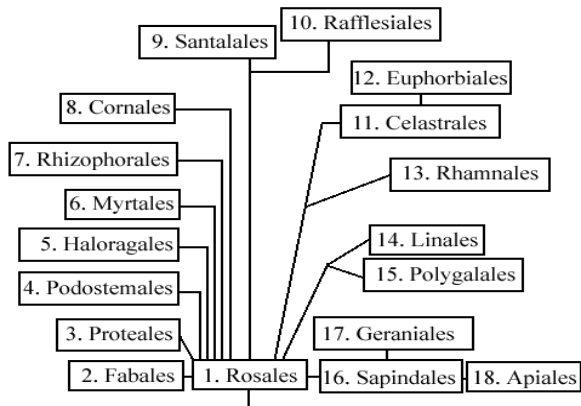 10. Rafflesiales
9. Santalales
12. Euphorbiales
8. Cornales
11. Celastrales
7. Rhizophorales
13. Rhamnales
6. Myrtales
5. Haloragales
14. Linales
15. Polygalales
4. Podostemales
3. Proteales
17. Geraniales
2. Fabales
1. Rosales
16. Sapindales
18. Apiales